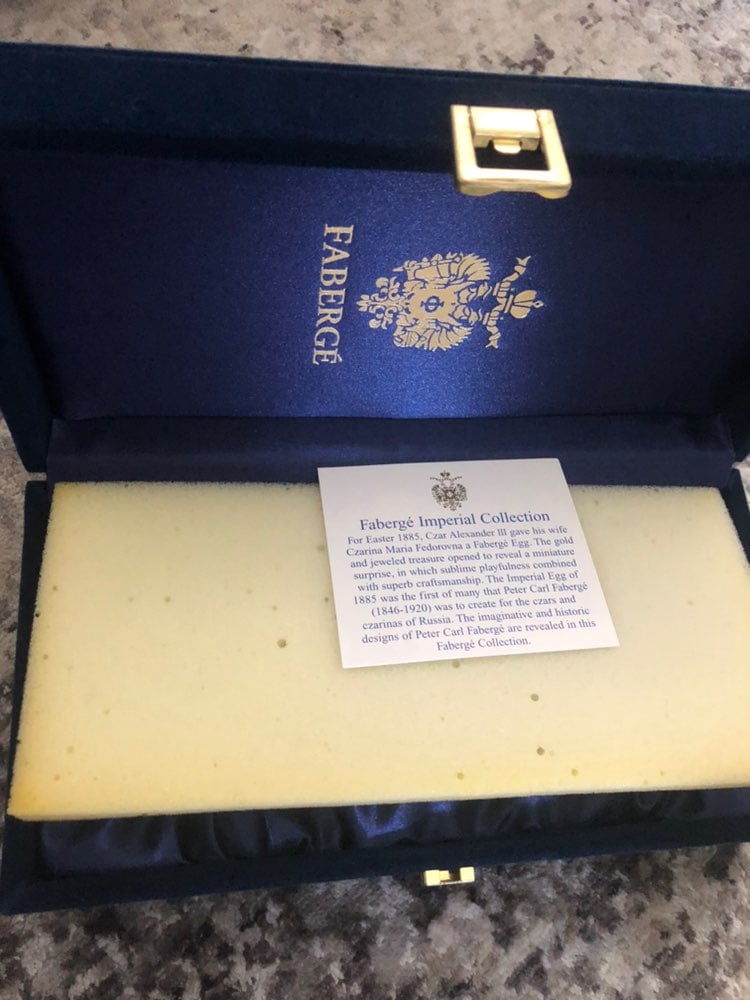 FABERGÉ
Fabergé Imperial Collection
For Easter 1885, Czar Alexander lll gave his wife
Czarina Maria Fedorovna a Fabergé Egg. The gold
and jeweled treasure opened to reveal a miniature
surprise, in which sublime playfulness combined
with superb craftsmanship. The Imperial Egg of
1885 was the first of many that Peter Carl Fabergé
(1846-1920) was to create for the czars and
czarinas of Russia. The imaginative and historic
designs of Peter Carl Fabergé are revealed in this
Fabergé Collection.